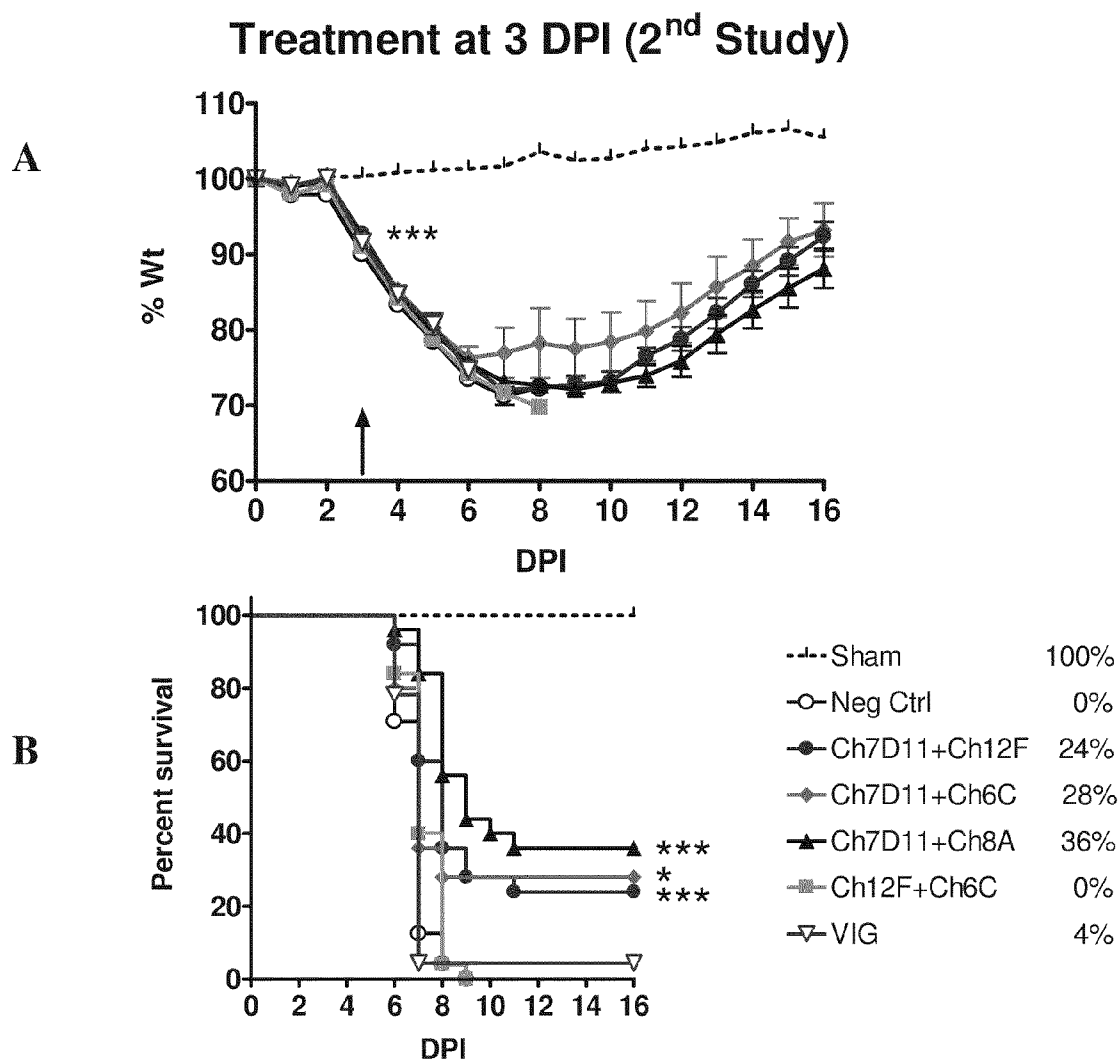 Treatment at 3 DPI (2nd Study)
A
110
100
90
80
70
60
% Wt
***
0 2 4 6 8 10 12 14 16
DPI
B
100
80
60
40
20
0
Percent survival
***
*
***
0 2 4 6 8 10 12 14 16
DPI
Sham 100%
Neg Ctrl 0%
Ch7D11+Ch12F 24%
Ch7D11+Ch6C 28%
Ch7D11+Ch8A 36%
Ch12F+Ch6C 0%
VIG 4%